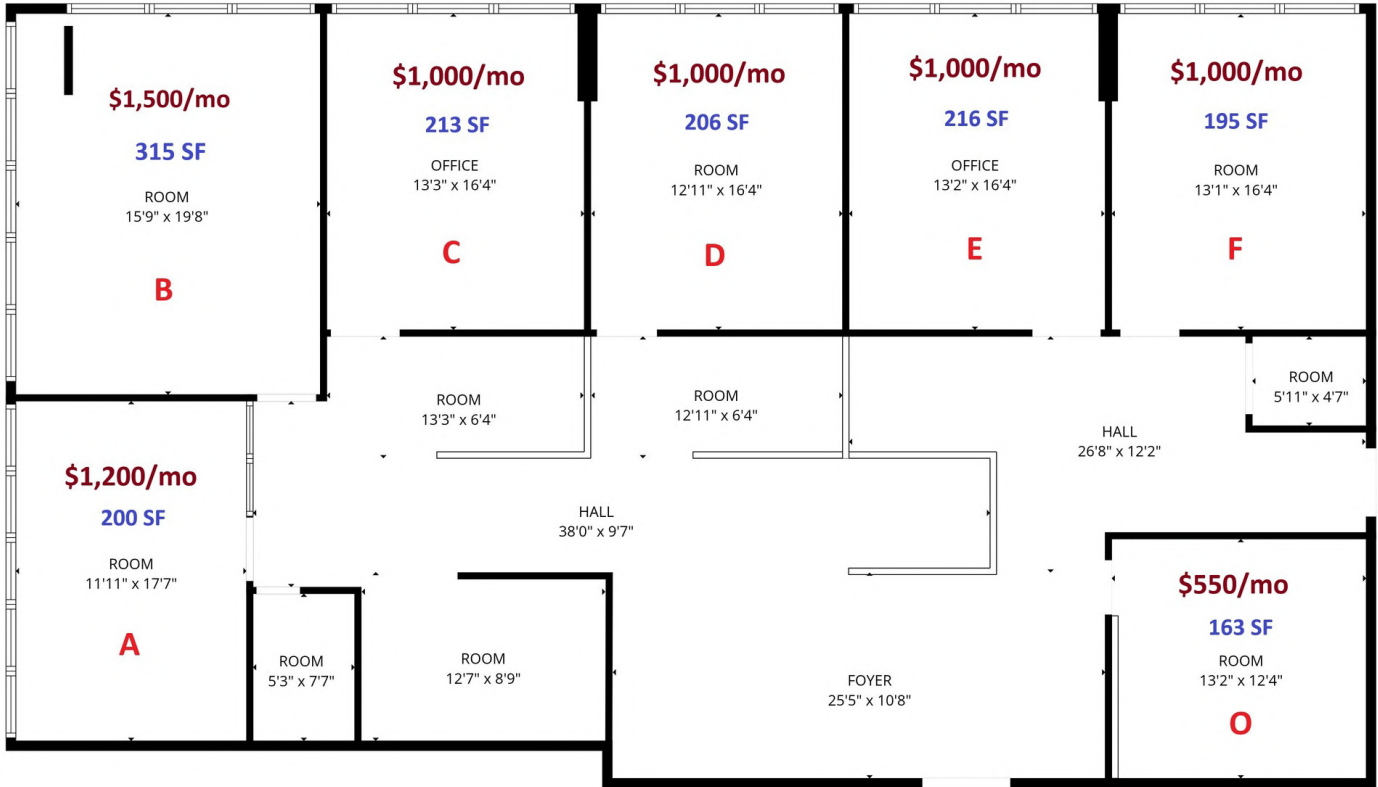 $1,500/mo
315 SF
ROOM
15'9" x 19'8"
B
$1,000/mo
213 SF
OFFICE
13'3" x 16'4"
C
$1,000/mo
206 SF
ROOM
12'11" x 16'4"
D
$1,000/mo
216 SF
OFFICE
13'2" x 16'4"
E
$1,000/mo
195 SF
ROOM
13'1" x 16'4"
F
ROOM
13'3" x 6'4"
ROOM
12'11" x 6'4"
HALL
26'8" x 12'2"
ROOM
5'11" x 4'7"
$1,200/mo
200 SF
ROOM
11'11" x 17'7"
A
HALL
38'0" x 9'7"
ROOM
5'3" x 7'7"
ROOM
12'7" x 8'9"
FOYER
25'5" x 10'8"
$550/mo
163 SF
ROOM
13'2" x 12'4"
O